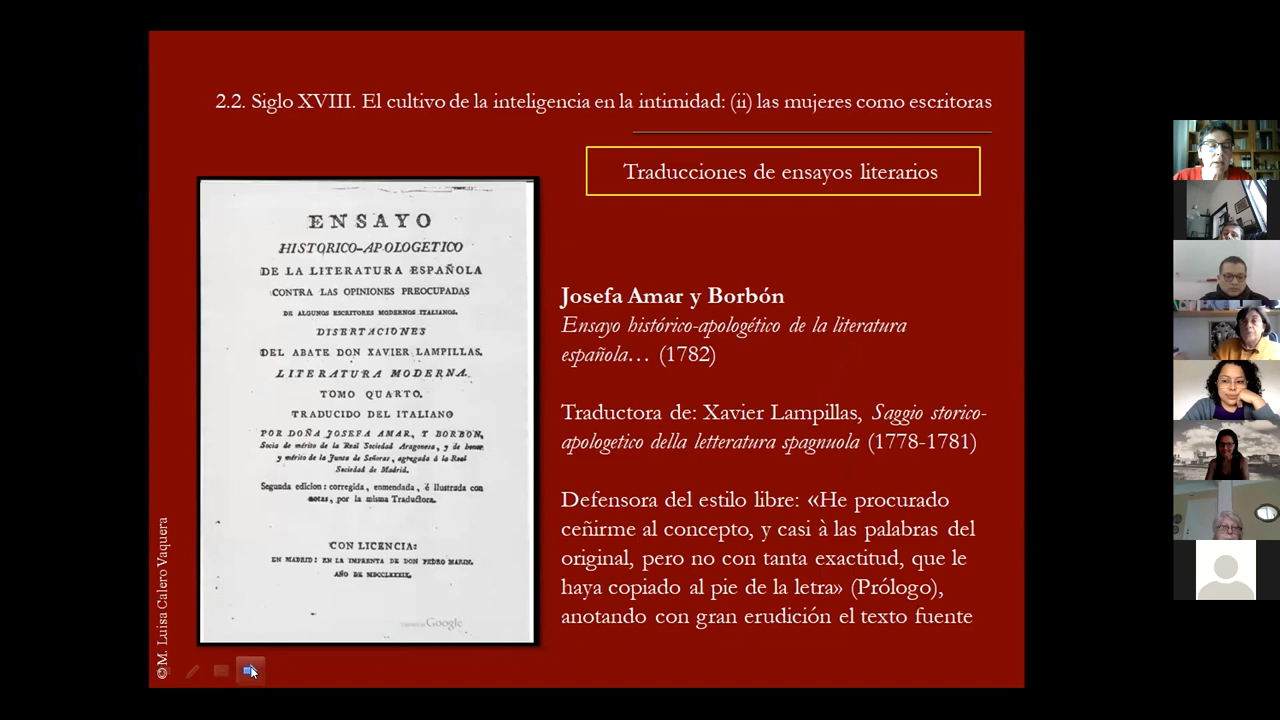 2.2. Siglo XVIII. El cultivo de la inteligencia en la intimidad: (ii) las mujeres como escritoras
Traducciones de ensayos literarios
ENSAYO
HISTORICO-APOLOGETICO
DE LA LITERATURA ESPAÑOLA
CONTRA LAS OPINIONES PREOCUPADAS
DE ALGUNOS ESCRITORES MODERNOS ITALIANOS.
DISERTACIONES
DEL ABATE DON XAVIER LAMPILLAS.
LITERATURA MODERNA.
TOMO QUARTO.
TRADUCIDO DEL ITALIANO
POR DOÑA JOSEFA AMAR, Y BORBON,
Socia de mérito de la Real Sociedad Aragonesa, y de honor
y mérito de la Junta de Señoras, agregada á la Real
Sociedad de Madrid.
Segunda edicion: corregida, enmendada, é ilustrada con
notas, por la misma Traductora.
CON LICENCIA:
EN MADRID: EN LA IMPRENTA DE DON PEDRO MARIN.
AÑO DE MDCCLXXXIX.
Google
Josefa Amar y Borbón
Ensayo histórico-apologético de la literatura
española… (1782)
Traductora de: Xavier Lampillas, Saggio storico-
apologetico della letteratura spagnuola (1778-1781)
Defensora del estilo libre: «He procurado
ceñirme al concepto, y casi à las palabras del
original, pero no con tanta exactitud, que le
haya copiado al pie de la letra» (Prólogo),
anotando con gran erudición el texto fuente
©M. Luisa Calero Vaquera